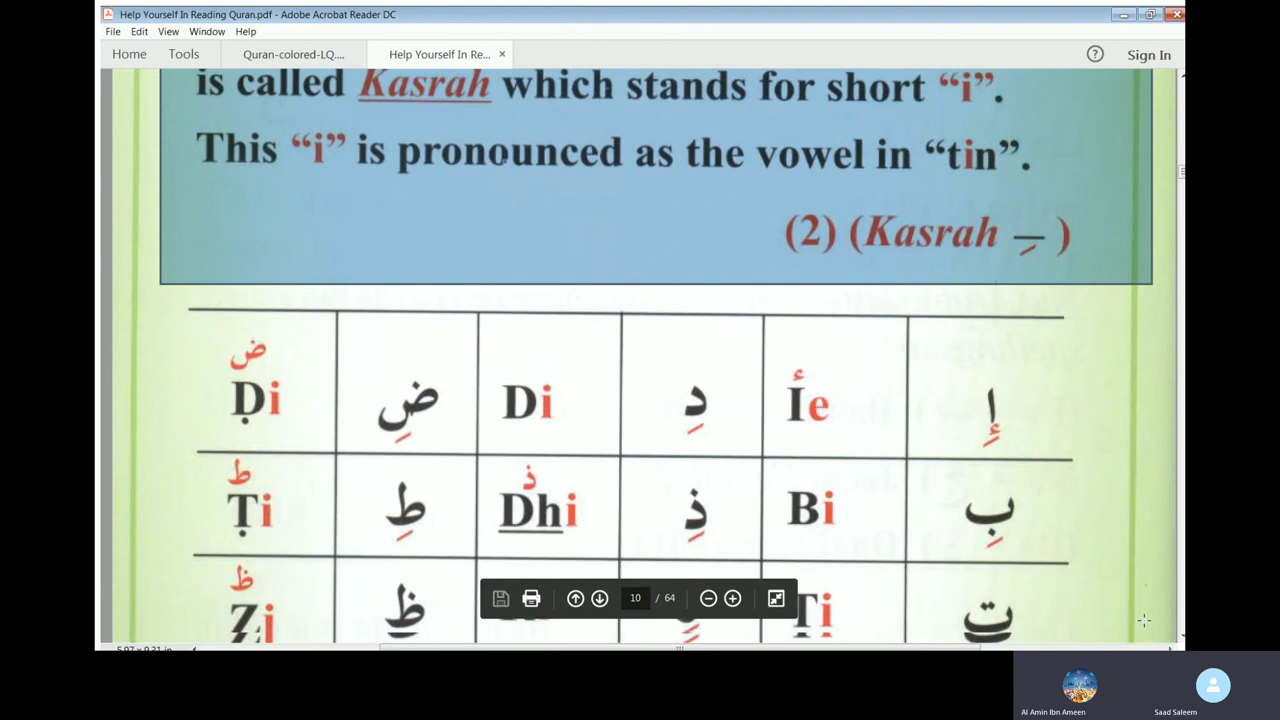 Help Yourself In Reading Quran.pdf - Adobe Acrobat Reader DC
File Edit View Window Help
Home Tools Quran-colored-LQ.... Help Yourself In Re... × Sign In
is called Kasrah which stands for short “i”.
This “i” is pronounced as the vowel in “tin”.
(2) (Kasrah ــِـ )
ض
Ḍi ضِ Di دِ أ Íe إِ
ط ذ
Ṭi طِ Dhi ذِ Bi بِ
ظ
Ẓi ظ Ti ت
10 / 64
Al Amin Ibn Ameen Saad Saleem